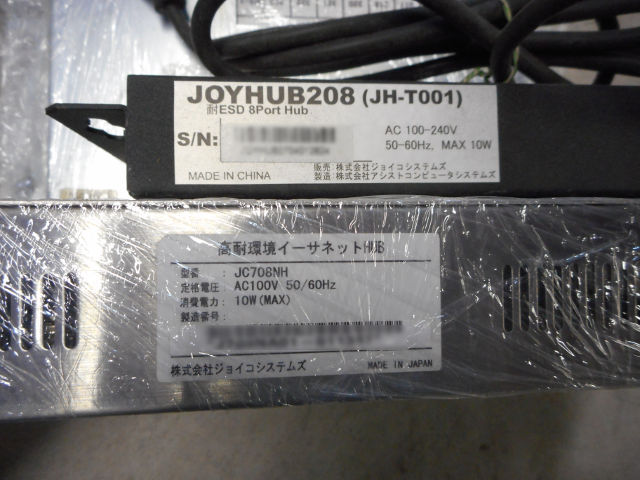 JOYHUB208 (JH-T001)
耐ESD 8Port Hub
S/N:
AC 100-240V
50-60Hz, MAX 10W
販売：株式会社ジョイコシステムズ
MADE IN CHINA
製造：株式会社アシストコンピュータシステムズ
高耐環境イーサネットHUB
型番 ： JC708NH
定格電圧： AC100V 50/60Hz
消費電力： 10W(MAX)
製造番号：
株式会社ジョイコシステムズ
MADE IN JAPAN